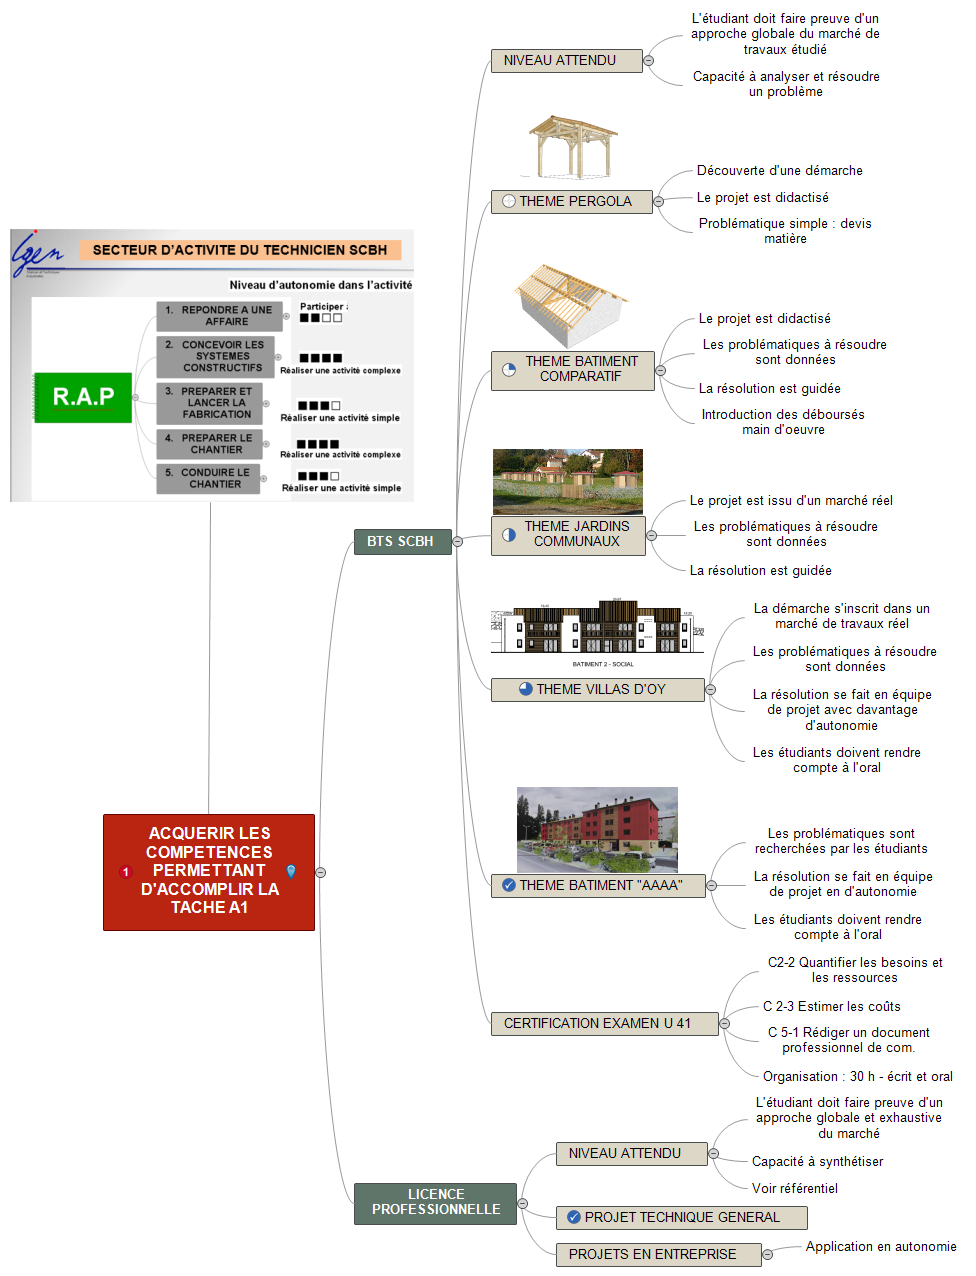 L'étudiant doit faire preuve d'un
approche globale du marché de
travaux étudié
NIVEAU ATTENDU
Capacité à analyser et résoudre
un problème
Découverte d'une démarche
THEME PERGOLA
Le projet est didactisé
Problématique simple : devis
matière
Igen
SECTEUR D'ACTIVITE DU TECHNICIEN SCBH
Niveau d'autonomie dans l'activité
R.A.P
1. REPONDRE A UNE
AFFAIRE
Participer :
2. CONCEVOIR LES
SYSTEMES
CONSTRUCTIFS
Réaliser une activité complexe
3. PREPARER ET
LANCER LA
FABRICATION
Réaliser une activité simple
4. PREPARER LE
CHANTIER
Réaliser une activité complexe
5. CONDUIRE LE
CHANTIER
Réaliser une activité simple
THEME BATIMENT
COMPARATIF
Le projet est didactisé
Les problématiques à résoudre
sont données
La résolution est guidée
Introduction des déboursés
main d'oeuvre
BTS SCBH
THEME JARDINS
COMMUNAUX
Le projet est issu d'un marché réel
Les problématiques à résoudre
sont données
La résolution est guidée
BATIMENT 2 - SOCIAL
THEME VILLAS D'OY
La démarche s'inscrit dans un
marché de travaux réel
Les problématiques à résoudre
sont données
La résolution se fait en équipe
de projet avec davantage
d'autonomie
Les étudiants doivent rendre
compte à l'oral
1
ACQUERIR LES
COMPETENCES
PERMETTANT
D'ACCOMPLIR LA
TACHE A1
THEME BATIMENT "AAAA"
Les problématiques sont
recherchées par les étudiants
La résolution se fait en équipe
de projet en d'autonomie
Les étudiants doivent rendre
compte à l'oral
CERTIFICATION EXAMEN U 41
C2-2 Quantifier les besoins et
les ressources
C 2-3 Estimer les coûts
C 5-1 Rédiger un document
professionnel de com.
Organisation : 30 h - écrit et oral
LICENCE
PROFESSIONNELLE
NIVEAU ATTENDU
L'étudiant doit faire preuve d'un
approche globale et exhaustive
du marché
Capacité à synthétiser
Voir référentiel
PROJET TECHNIQUE GENERAL
PROJETS EN ENTREPRISE
Application en autonomie